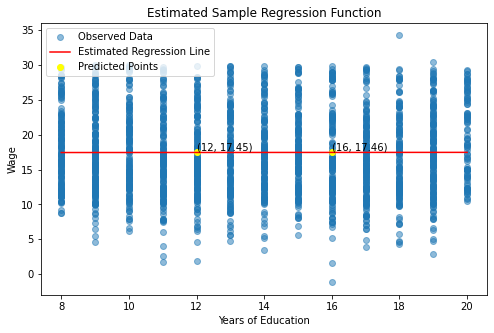 Estimated Sample Regression Function
Observed Data
Estimated Regression Line
Predicted Points
35
30
25
20
15
10
5
0
Wage
(12, 17.45)
(16, 17.46)
8 10 12 14 16 18 20
Years of Education